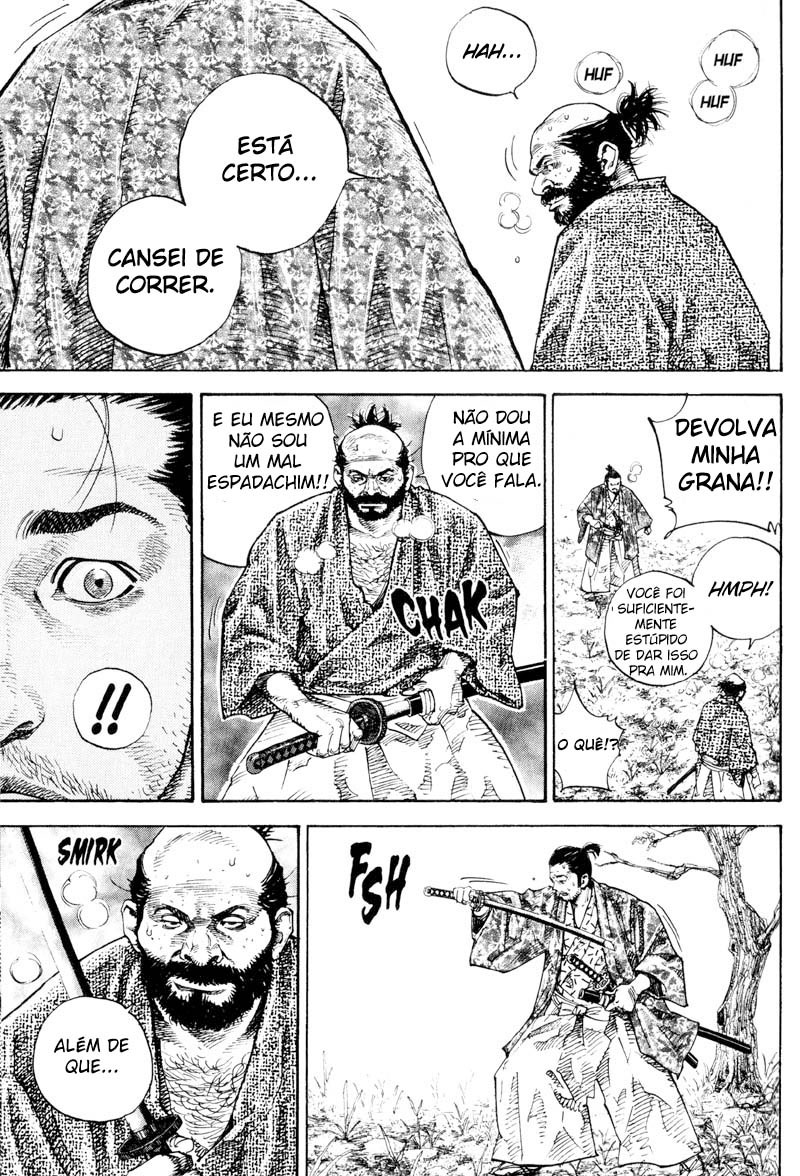 HUF
HUF
HUF
HAH...
ESTÁ
CERTO...
CANSEI DE
CORRER.
DEVOLVA
MINHA
GRANA!!
HMPH!
VOCÊ FOI
SUFICIENTE-
MENTE
ESTÚPIDO
DE DAR ISSO
PRA MIM.
O QUÊ!?
NÃO DOU
A MÍNIMA
PRO QUE
VOCÊ FALA.
E EU MESMO
NÃO SOU
UM MAL
ESPADACHIM!!
CHAK
!!
FSH
SMIRK
ALÉM DE
QUE...